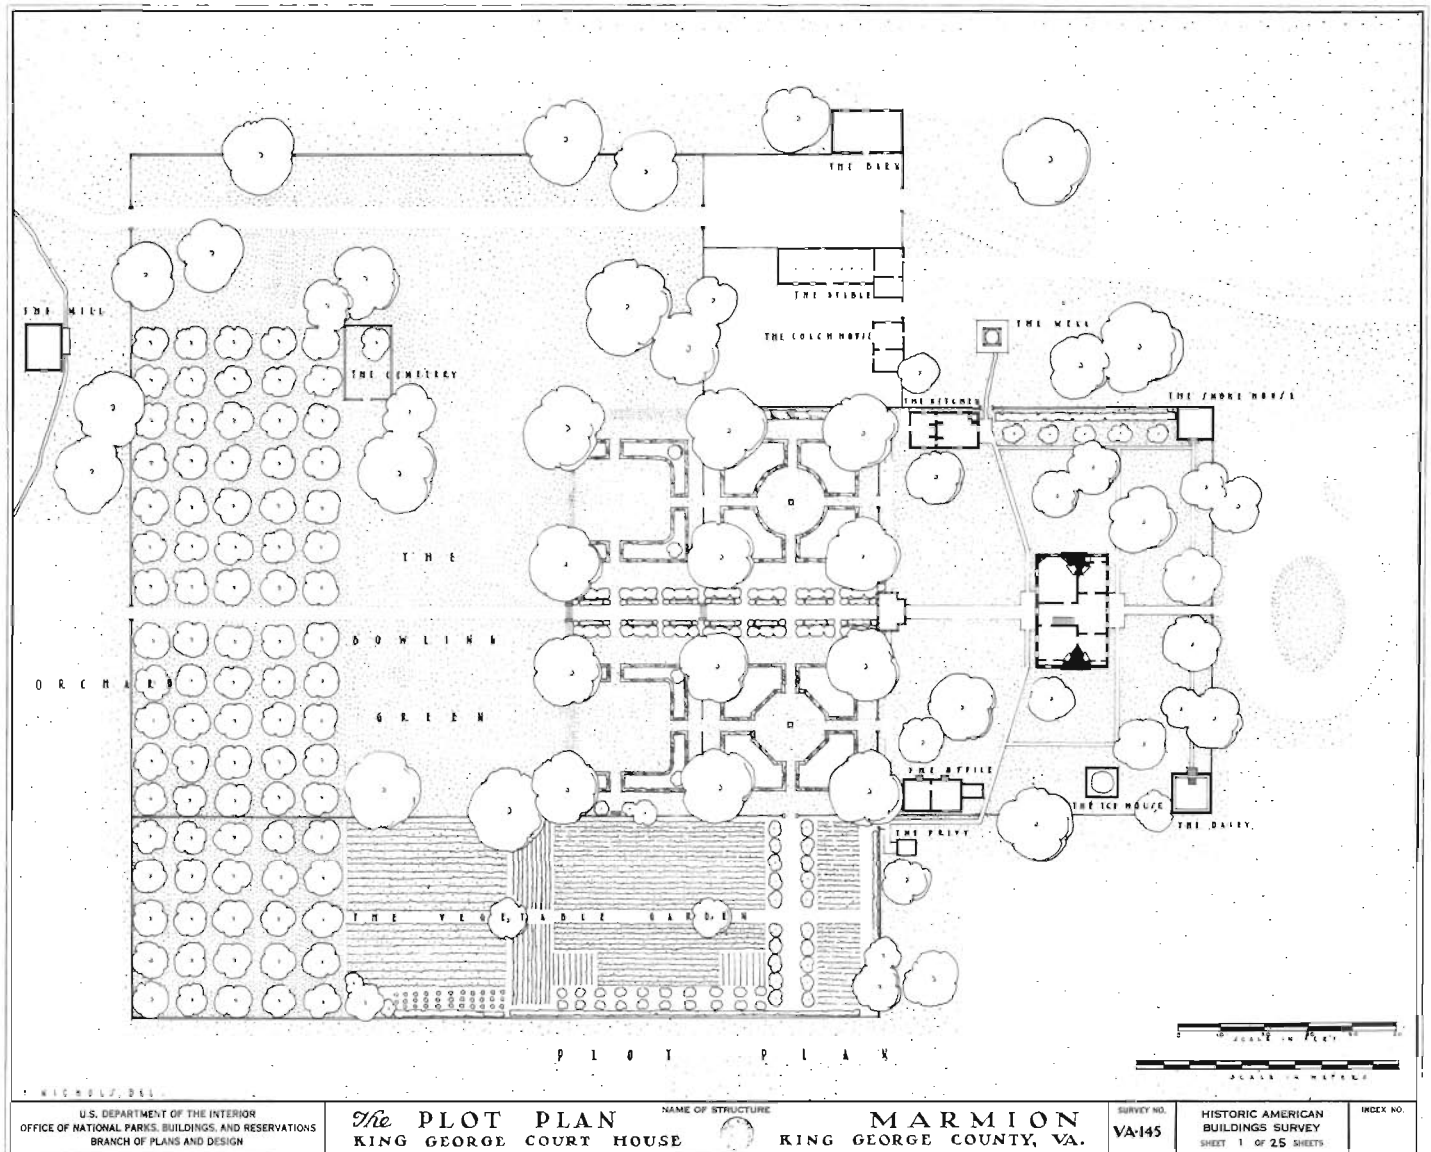 THE BARN
THE STABLE
THE MILL
THE COACH HOUSE
THE WELL
THE CEMETERY
THE KITCHEN
THE SMOKE HOUSE
THE
BOWLING
GREEN
ORCHARD
THE OFFICE
THE ICE HOUSE
THE DAIRY
THE PRIVY
THE VEGETABLE GARDEN
SCALE IN FEET
SCALE IN METERS
PLOT PLAN
NICHOLS, DEL.
U.S. DEPARTMENT OF THE INTERIOR
OFFICE OF NATIONAL PARKS, BUILDINGS, AND RESERVATIONS
BRANCH OF PLANS AND DESIGN
The PLOT PLAN
KING GEORGE COURT HOUSE
NAME OF STRUCTURE
MARMION
KING GEORGE COUNTY, VA.
SURVEY NO.
VA-145
HISTORIC AMERICAN
BUILDINGS SURVEY
SHEET 1 OF 25 SHEETS
INDEX NO.